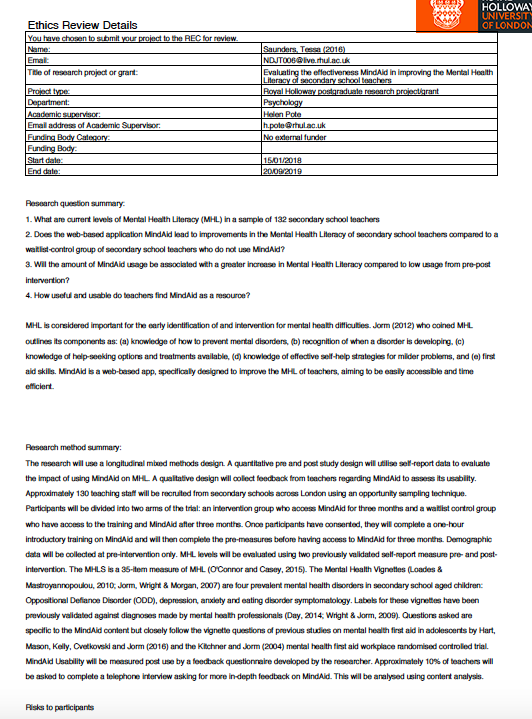 HOLLOWAY
UNIVERSITY
OF LONDON
Ethics Review Details
You have chosen to submit your project to the REC for review.
Name: Saunders, Tessa (2016)
Email: NDJT006@live.rhul.ac.uk
Title of research project or grant: Evaluating the effectiveness MindAid in improving the Mental Health
Literacy of secondary school teachers
Project type: Royal Holloway postgraduate research project/grant
Department: Psychology
Academic supervisor: Helen Pote
Email address of Academic Supervisor: h.pote@rhul.ac.uk
Funding Body Category: No external funder
Funding Body:
Start date: 15/01/2018
End date: 20/09/2019
Research question summary:
1. What are current levels of Mental Health Literacy (MHL) in a sample of 132 secondary school teachers
2. Does the web-based application MindAid lead to improvements in the Mental Health Literacy of secondary school teachers compared to a
waitlist-control group of secondary school teachers who do not use MindAid?
3. Will the amount of MindAid usage be associated with a greater increase in Mental Health Literacy compared to low usage from pre-post
intervention?
4. How useful and usable do teachers find MindAid as a resource?
MHL is considered important for the early identification of and intervention for mental health difficulties. Jorm (2012) who coined MHL
outlines its components as: (a) knowledge of how to prevent mental disorders, (b) recognition of when a disorder is developing, (c)
knowledge of help-seeking options and treatments available, (d) knowledge of effective self-help strategies for milder problems, and (e) first
aid skills. MindAid is a web-based app, specifically designed to improve the MHL of teachers, aiming to be easily accessible and time
efficient.
Research method summary:
The research will use a longitudinal mixed methods design. A quantitative pre and post study design will utilise self-report data to evaluate
the impact of using MindAid on MHL. A qualitative design will collect feedback from teachers regarding MindAid to assess its usability.
Approximately 130 teaching staff will be recruited from secondary schools across London using an opportunity sampling technique.
Participants will be divided into two arms of the trial: an intervention group who access MindAid for three months and a waitlist control group
who have access to the training and MindAid after three months. Once participants have consented, they will complete a one-hour
introductory training on MindAid and will then complete the pre-measures before having access to MindAid for three months. Demographic
data will be collected at pre-intervention only. MHL levels will be evaluated using two previously validated self-report measure pre- and post-
intervention. The MHLS is a 35-item measure of MHL (O'Connor and Casey, 2015). The Mental Health Vignettes (Loades &
Mastroyannopoulou, 2010; Jorm, Wright & Morgan, 2007) are four prevalent mental health disorders in secondary school aged children:
Oppositional Defiance Disorder (ODD), depression, anxiety and eating disorder symptomatology. Labels for these vignettes have been
previously validated against diagnoses made by mental health professionals (Day, 2014; Wright & Jorm, 2009). Questions asked are
specific to the MindAid content but closely follow the vignette questions of previous studies on mental health first aid in adolescents by Hart,
Mason, Kelly, Cvetkovski and Jorm (2016) and the Kitchner and Jorm (2004) mental health first aid workplace randomised controlled trial.
MindAid Usability will be measured post use by a feedback questionnaire developed by the researcher. Approximately 10% of teachers will
be asked to complete a telephone interview asking for more in-depth feedback on MindAid. This will be analysed using content analysis.
Risks to participants